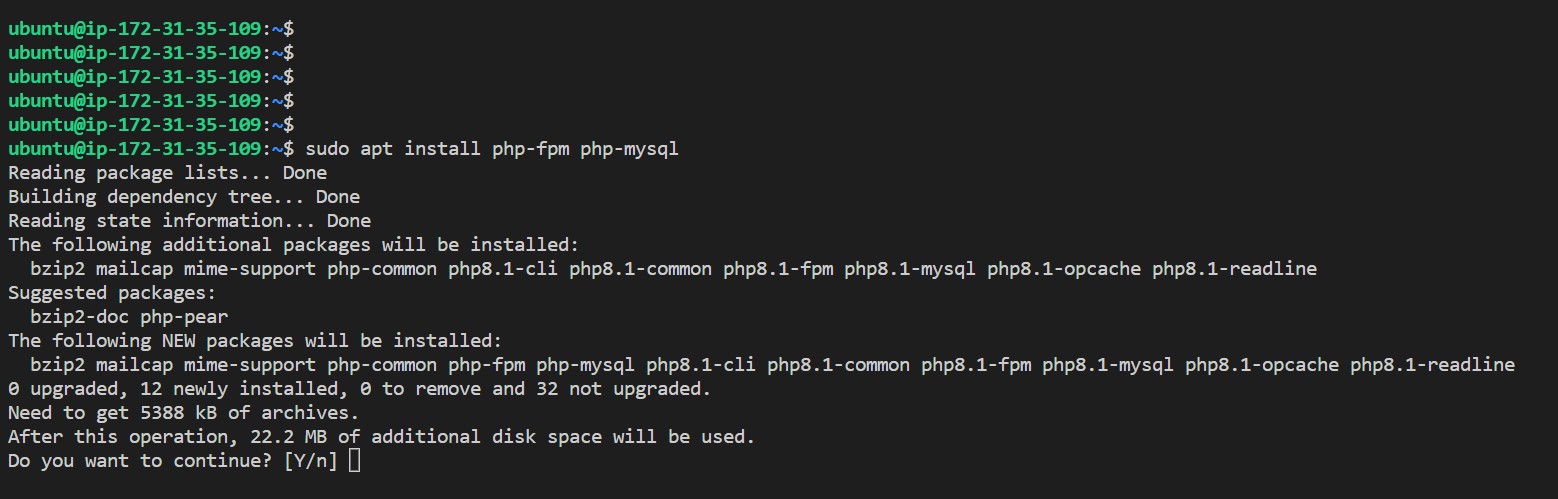 ubuntu@ip-172-31-35-109:~$
ubuntu@ip-172-31-35-109:~$
ubuntu@ip-172-31-35-109:~$
ubuntu@ip-172-31-35-109:~$
ubuntu@ip-172-31-35-109:~$
ubuntu@ip-172-31-35-109:~$ sudo apt install php-fpm php-mysql
Reading package lists... Done
Building dependency tree... Done
Reading state information... Done
The following additional packages will be installed:
  bzip2 mailcap mime-support php-common php8.1-cli php8.1-common php8.1-fpm php8.1-mysql php8.1-opcache php8.1-readline
Suggested packages:
  bzip2-doc php-pear
The following NEW packages will be installed:
  bzip2 mailcap mime-support php-common php-fpm php-mysql php8.1-cli php8.1-common php8.1-fpm php8.1-mysql php8.1-opcache php8.1-readline
0 upgraded, 12 newly installed, 0 to remove and 32 not upgraded.
Need to get 5388 kB of archives.
After this operation, 22.2 MB of additional disk space will be used.
Do you want to continue? [Y/n]